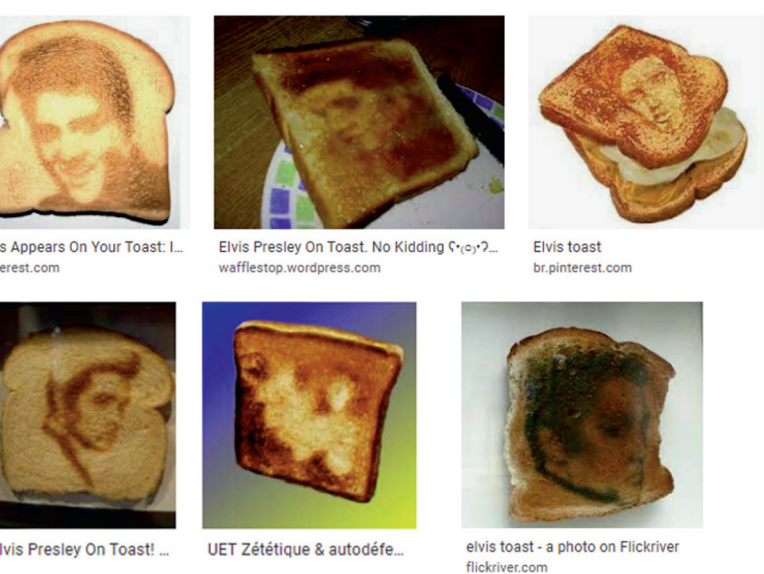 s Appears On Your Toast: I...
erest.com
Elvis Presley On Toast. No Kidding ʕ•₍ᴑ₎•ʔ...
wafflestop.wordpress.com
Elvis toast
br.pinterest.com
lvis Presley On Toast! ...
UET Zététique & autodéfe...
elvis toast - a photo on Flickriver
flickriver.com